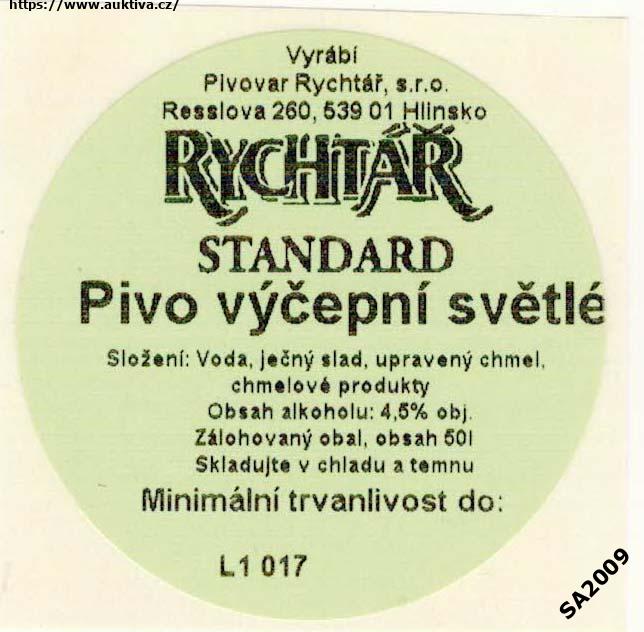 https://www.auktiva.cz/
Vyrábí
Pivovar Rychtář, s.r.o.
Resslova 260, 539 01 Hlinsko
RYCHTÁŘ
STANDARD
Pivo výčepní světlé
Složení: Voda, ječný slad, upravený chmel,
chmelové produkty
Obsah alkoholu: 4,5% obj.
Zálohovaný obal, obsah 50l
Skladujte v chladu a temnu
Minimální trvanlivost do:
L1 017
SA2009